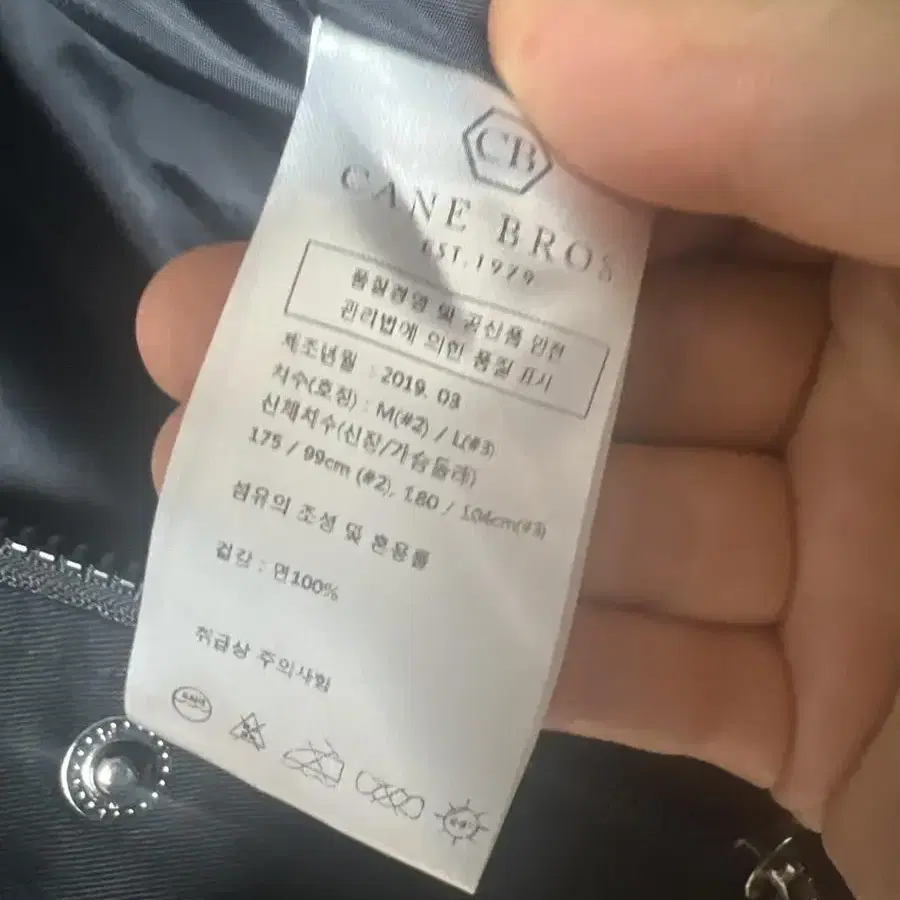 CB
CANE BROS
EST. 1979
품질경영 및 공산품 안전
관리법에 의한 품질 표시
제조년월 : 2019. 03
치수(호칭) : M(#2) / L(#3)
신체치수(신장/가슴둘레)
175 / 99cm (#2), 180 / 104cm(#3)
섬유의 조성 및 혼용률
겉감 : 면100%
취급상 주의사항